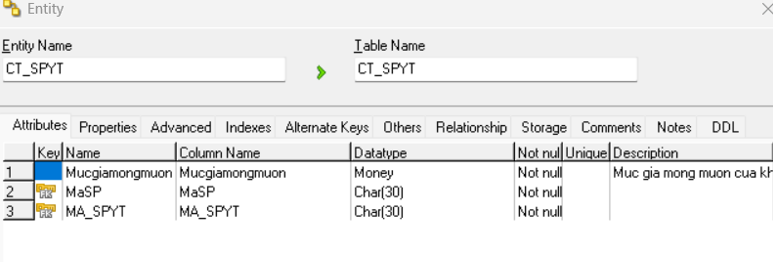 Entity
Entity Name
Table Name
CT_SPYT
CT_SPYT
Attributes Properties Advanced Indexes Alternate Keys Others Relationship Storage Comments Notes DDL
Key Name Column Name Datatype Not nul Unique Description
1 Mucgiamongmuon Mucgiamongmuon Money Not null Muc gia mong muon cua kh
2 MaSP MaSP Char(30) Not null
3 MA_SPYT MA_SPYT Char(30) Not null